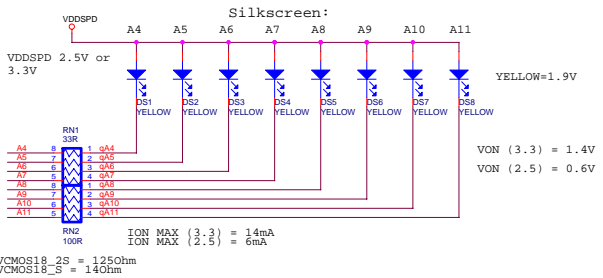 Silkscreen:
VDDSPD
A4 A5 A6 A7 A8 A9 A10 A11
VDDSPD 2.5V or
3.3V
YELLOW=1.9V
DS1 DS2 DS3 DS4 DS5 DS6 DS7 DS8
YELLOW YELLOW YELLOW YELLOW YELLOW YELLOW YELLOW YELLOW
RN1
33R
A4 8 1 qA4
A5 7 2 qA5
A6 6 3 qA6
A7 5 4 qA7
A8 8 1 qA8
A9 7 2 qA9
A10 6 3 qA10
A11 5 4 qA11
VON (3.3) = 1.4V
VON (2.5) = 0.6V
RN2
100R
ION MAX (3.3) = 14mA
ION MAX (2.5) = 6mA
VCMOS18_2S = 125Ohm
VCMOS18_S = 14Ohm